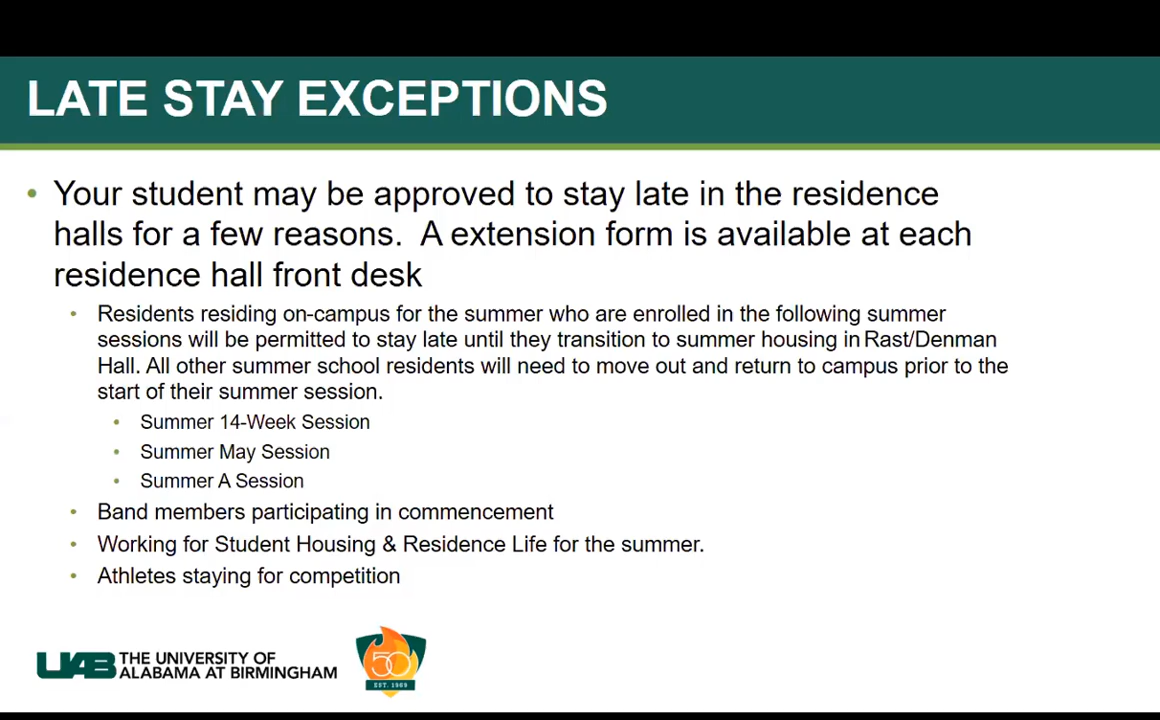 LATE STAY EXCEPTIONS
• Your student may be approved to stay late in the residence
halls for a few reasons.  A extension form is available at each
residence hall front desk
• Residents residing on-campus for the summer who are enrolled in the following summer
sessions will be permitted to stay late until they transition to summer housing in Rast/Denman
Hall. All other summer school residents will need to move out and return to campus prior to the
start of their summer session.
• Summer 14-Week Session
• Summer May Session
• Summer A Session
• Band members participating in commencement
• Working for Student Housing & Residence Life for the summer.
• Athletes staying for competition
UAB THE UNIVERSITY OF
ALABAMA AT BIRMINGHAM
50
EST. 1969